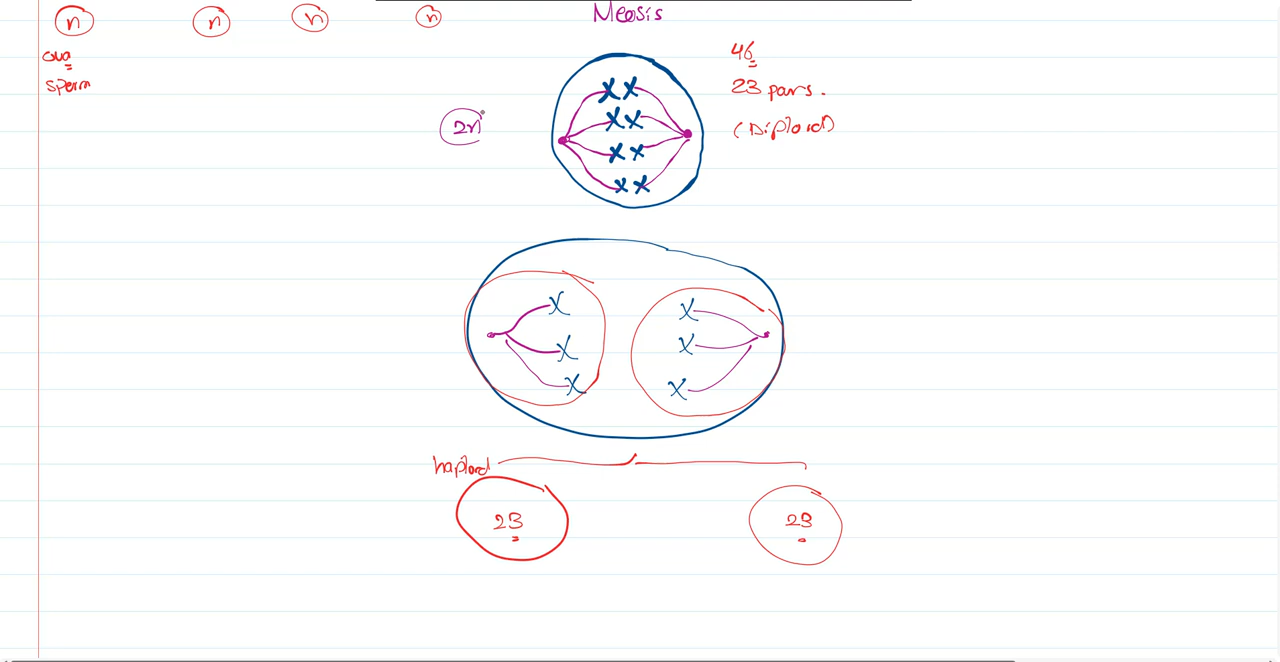 n n n n
Meosis
ova
sperm
46
23 pairs.
(Diploid)
2n
haploid
23 23